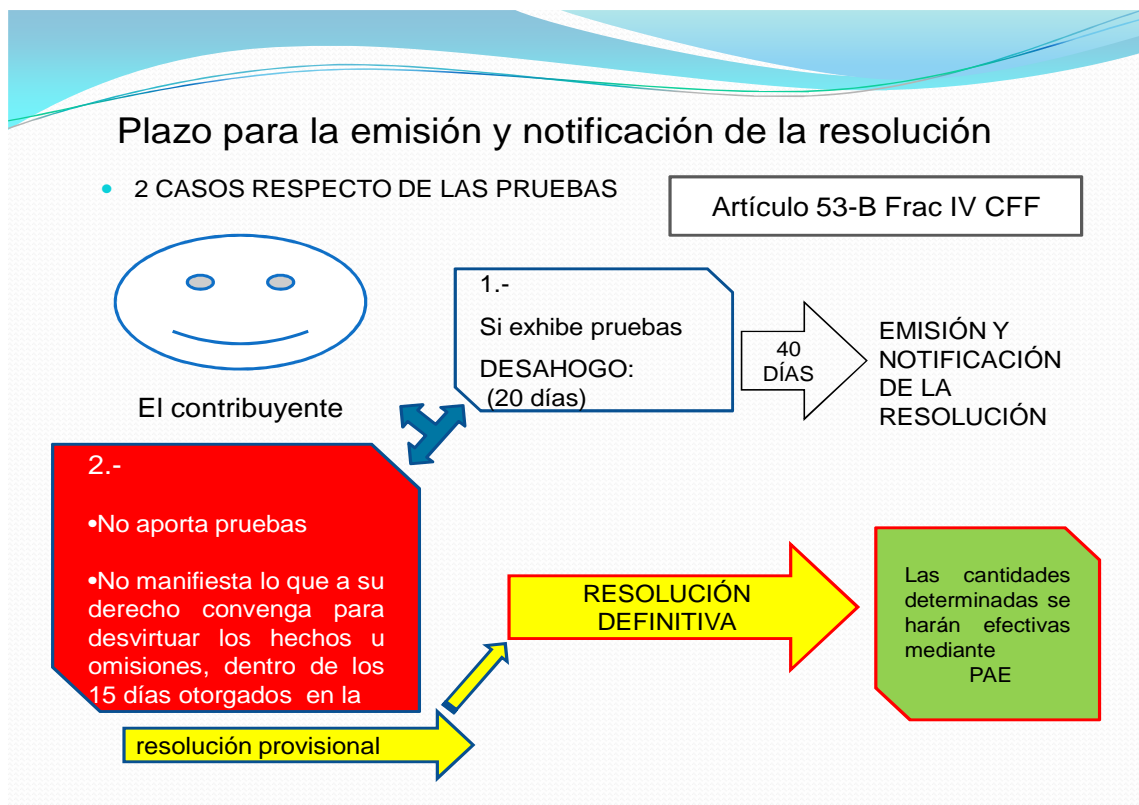 Plazo para la emisión y notificación de la resolución
• 2 CASOS RESPECTO DE LAS PRUEBAS
Artículo 53-B Frac IV CFF
El contribuyente
1.-
Si exhibe pruebas
DESAHOGO:
(20 días)
40
DÍAS
EMISIÓN Y
NOTIFICACIÓN
DE LA
RESOLUCIÓN
2.-
•No aporta pruebas
•No manifiesta lo que a su
derecho convenga para
desvirtuar los hechos u
omisiones, dentro de los
15 días otorgados en la
resolución provisional
RESOLUCIÓN
DEFINITIVA
Las cantidades
determinadas se
harán efectivas
mediante
PAE